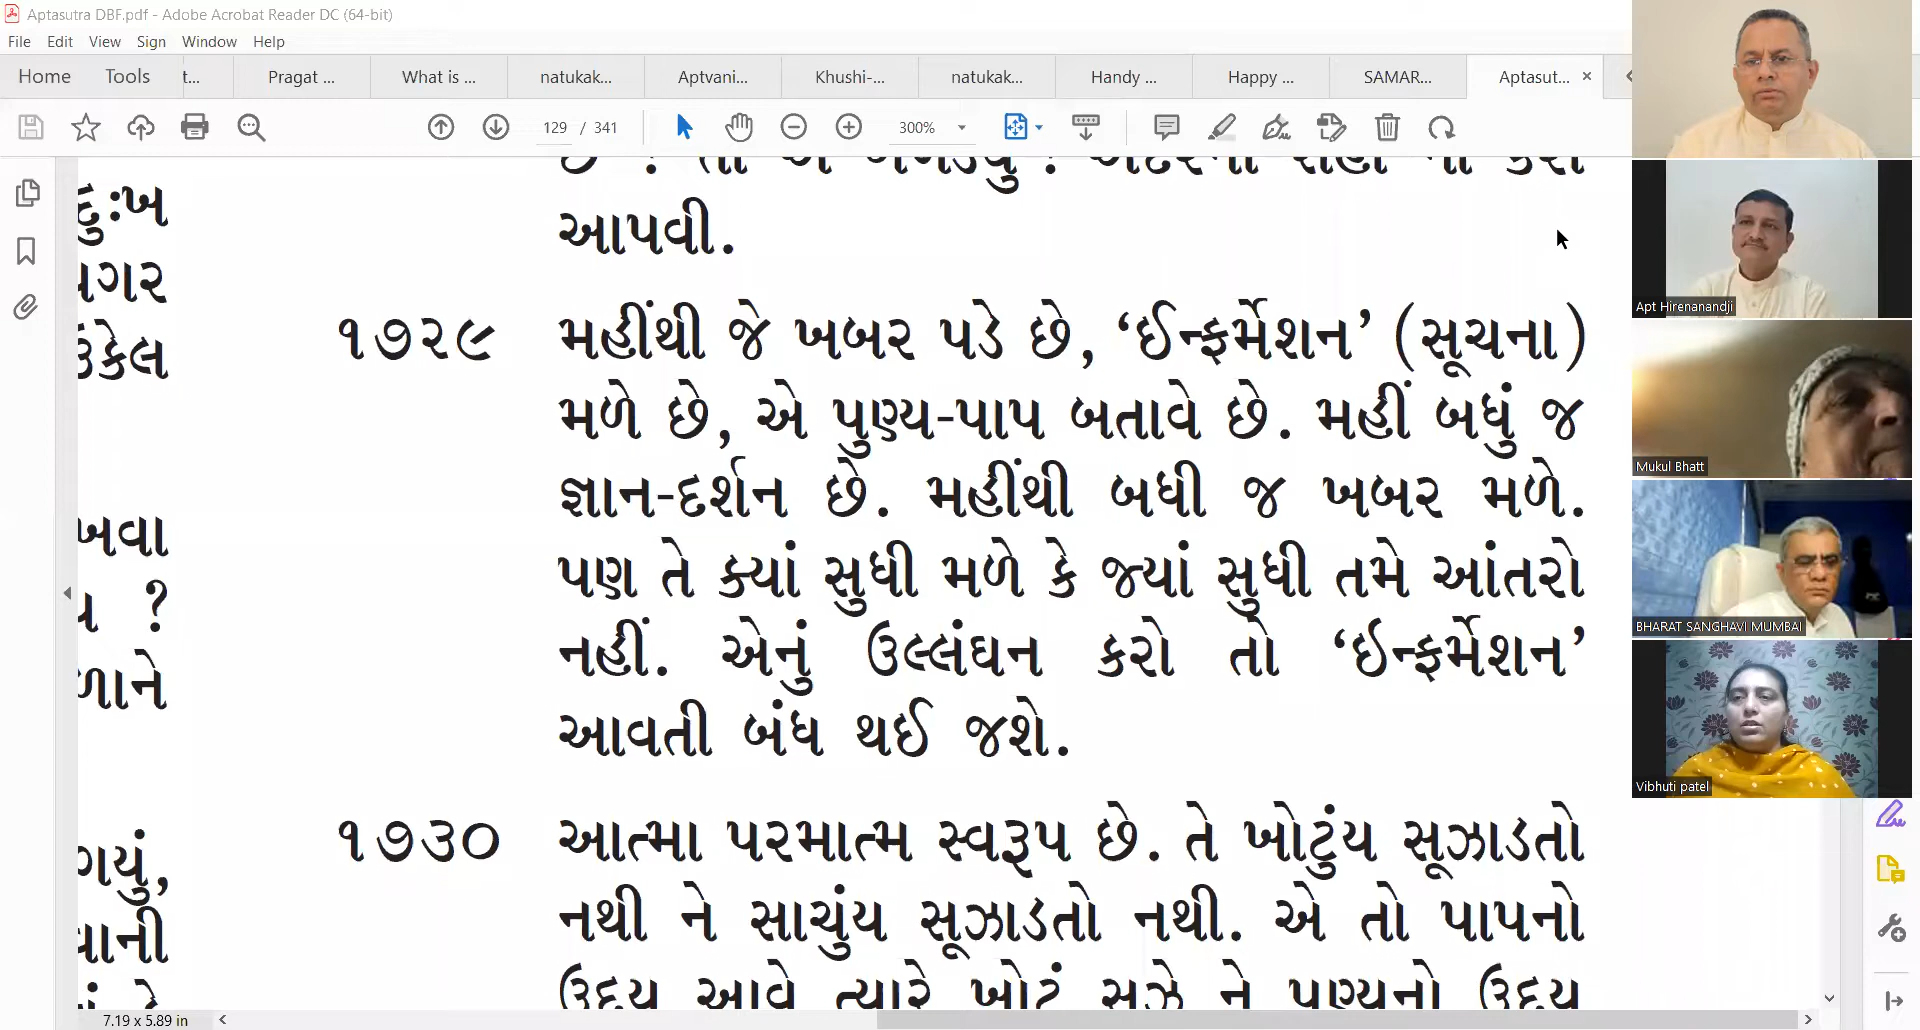 Aptasutra DBF.pdf - Adobe Acrobat Reader DC (64-bit)
File Edit View Sign Window Help
Home Tools t... Pragat ... What is ... natukak... Aptvani... Khushi-... natukak... Handy ... Happy ... SAMAR... Aptasut...
129 / 341 300%
દુઃખ
આપવી.
૧૭૨૯ મહીંથી જે ખબર પડે છે, ‘ઈન્ફર્મેશન’ (સૂચના)
મળે છે, એ પુણ્ય-પાપ બતાવે છે. મહીં બધું જ
જ્ઞાન-દર્શન છે. મહીંથી બધી જ ખબર મળે.
પણ તે ક્યાં સુધી મળે કે જ્યાં સુધી તમે આંતરો
નહીં. એનું ઉલ્લંઘન કરો તો ‘ઈન્ફર્મેશન’
આવતી બંધ થઈ જશે.
૧૭૩૦ આત્મા પરમાત્મ સ્વરૂપ છે. તે ખોટુંય સૂઝાડતો
નથી ને સાચુંય સૂઝાડતો નથી. એ તો પાપનો
ઉદય આવે ત્યારે ખોટું સૂઝે ને પુણ્યનો ઉદય
7.19 x 5.89 in
Apt Hirenanandji
Mukul Bhatt
BHARAT SANGHAVI MUMBAI
Vibhuti patel